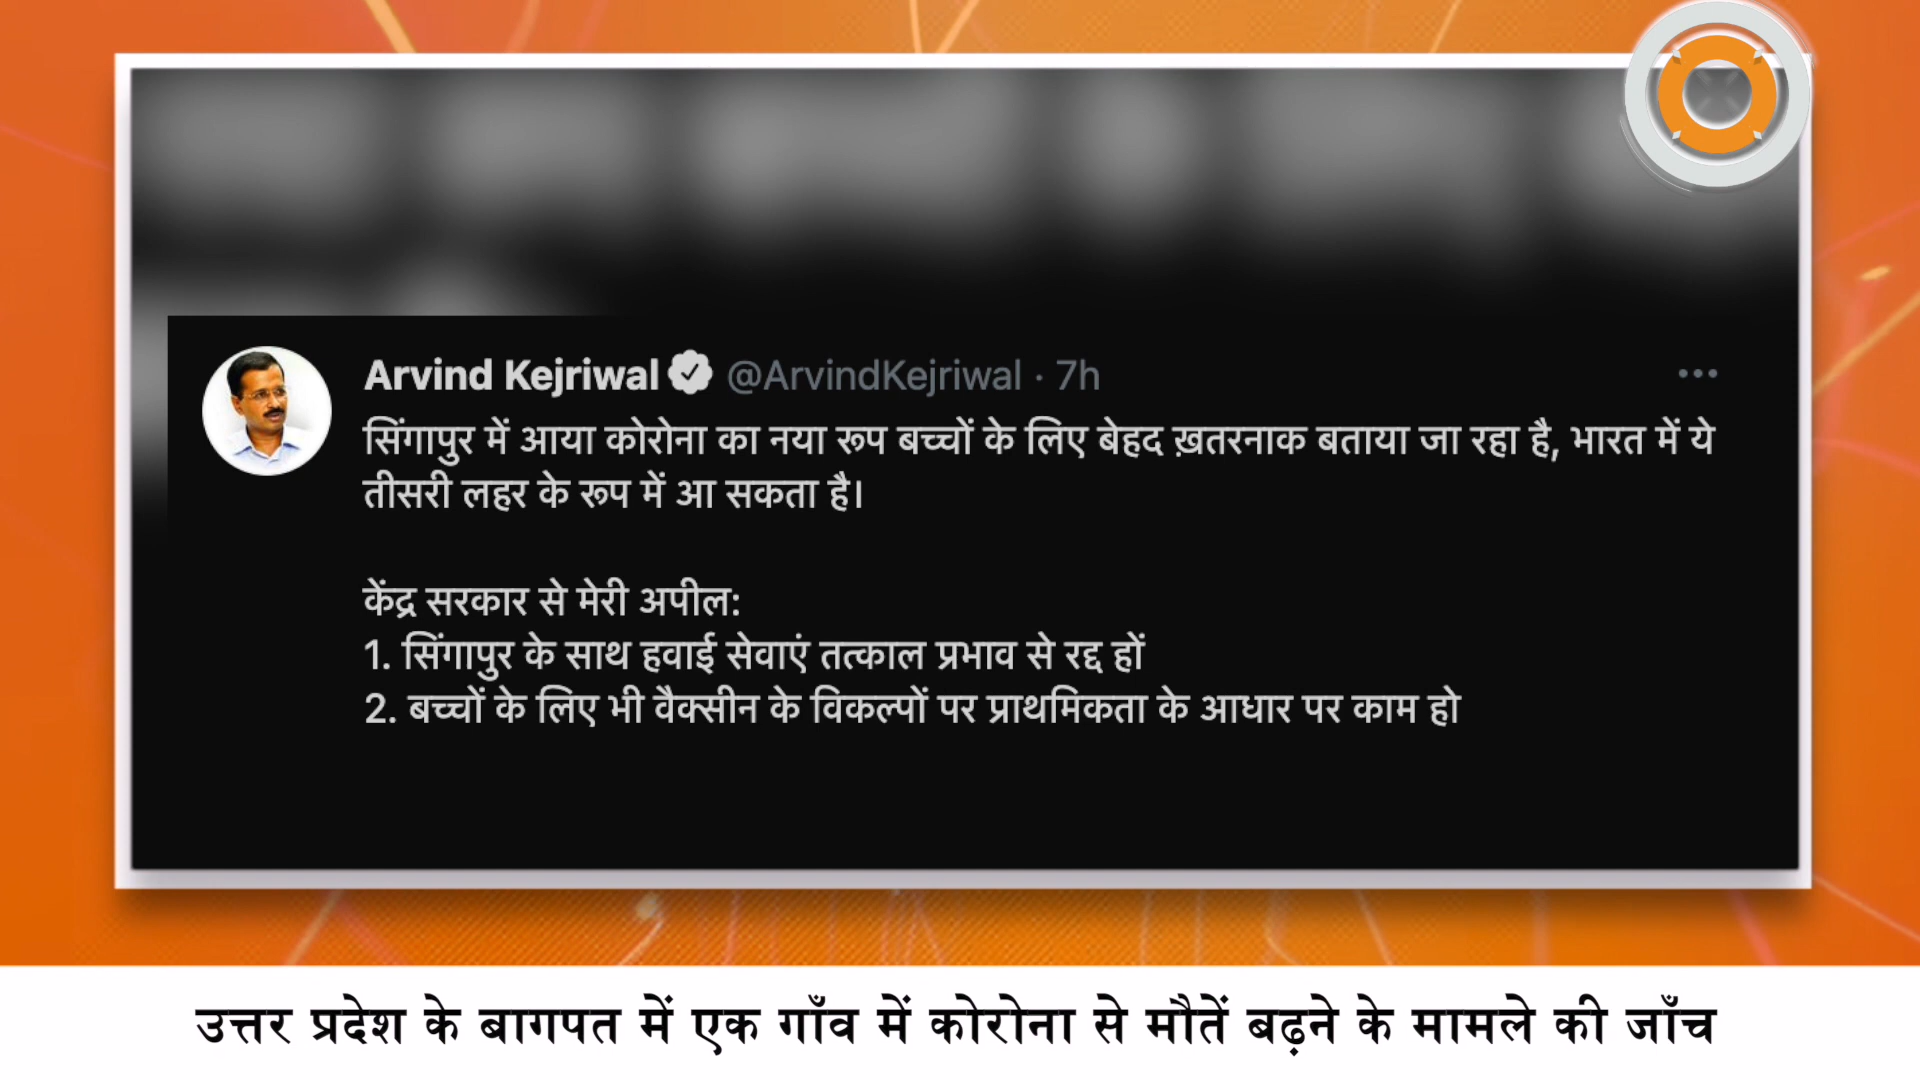 Arvind Kejriwal @ArvindKejriwal · 7h
सिंगापुर में आया कोरोना का नया रूप बच्चों के लिए बेहद ख़तरनाक बताया जा रहा है, भारत में ये
तीसरी लहर के रूप में आ सकता है।
केंद्र सरकार से मेरी अपील:
1. सिंगापुर के साथ हवाई सेवाएं तत्काल प्रभाव से रद्द हों
2. बच्चों के लिए भी वैक्सीन के विकल्पों पर प्राथमिकता के आधार पर काम हो
उत्तर प्रदेश के बागपत में एक गाँव में कोरोना से मौतें बढ़ने के मामले की जाँच